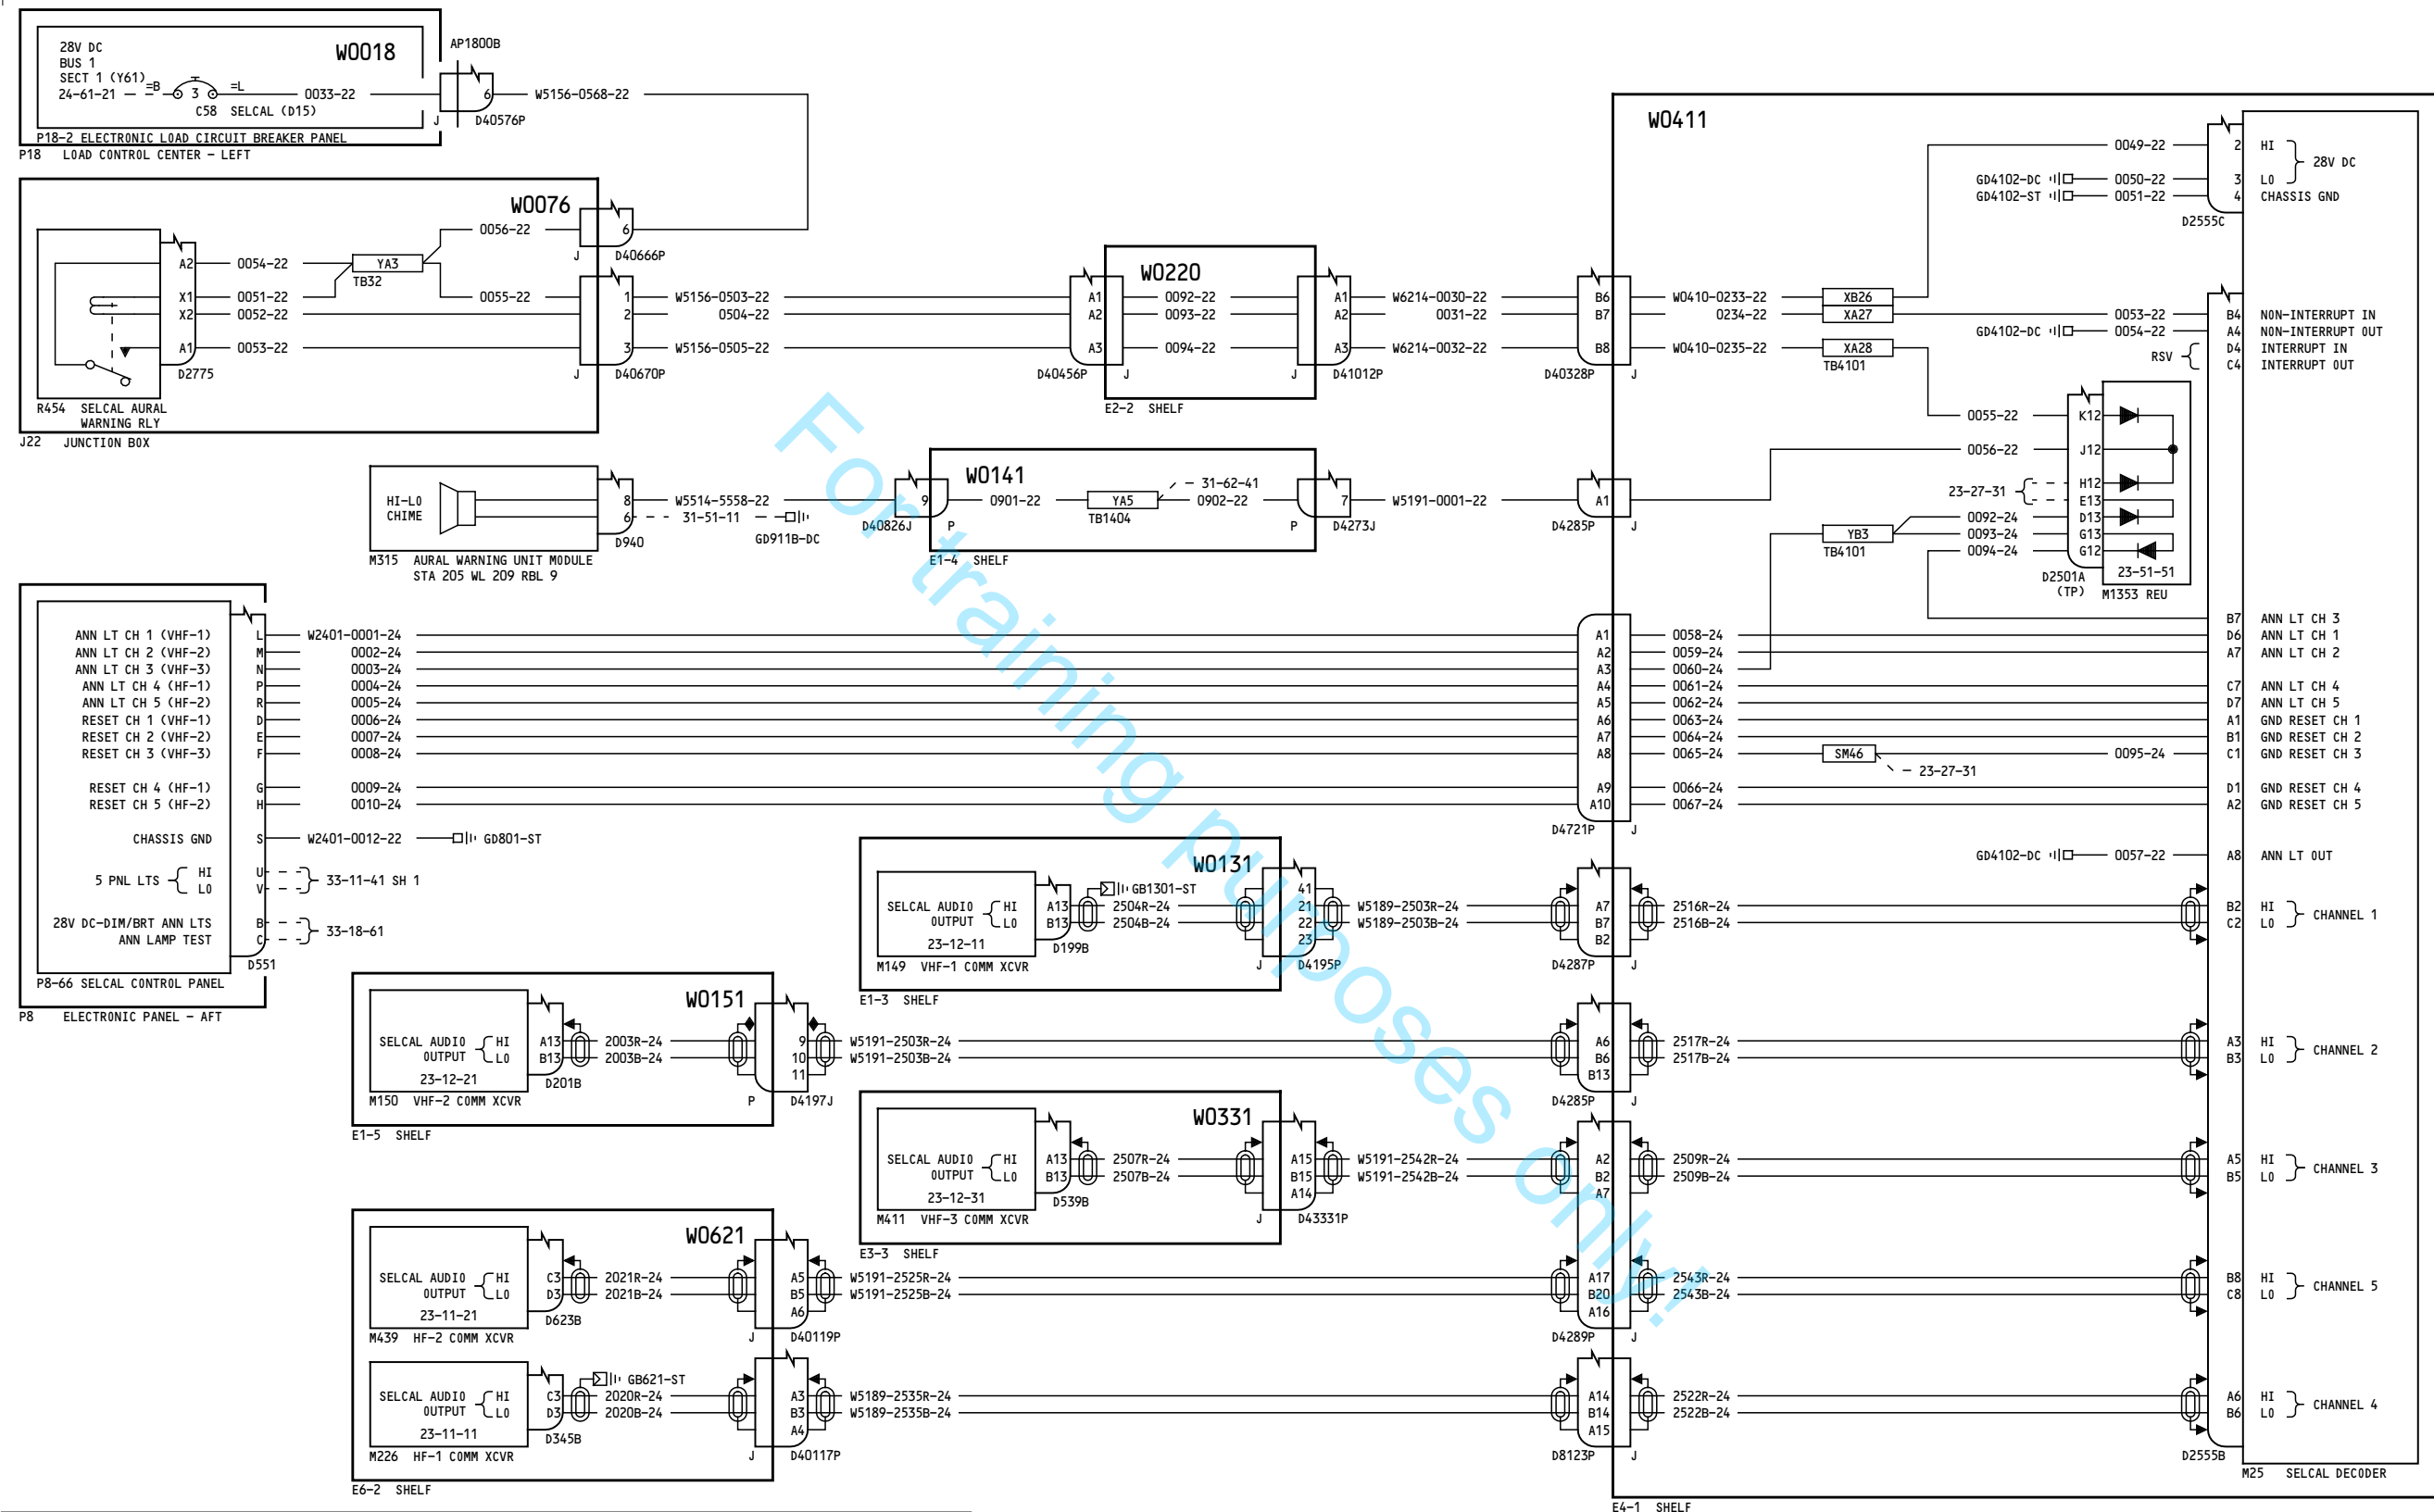 28V DC
BUS 1
SECT 1 (Y61)
24-61-21
=B
3
=L
0033-22
C58 SELCAL (D15)
W0018
P18-2 ELECTRONIC LOAD CIRCUIT BREAKER PANEL
P18 LOAD CONTROL CENTER - LEFT
AP1800B
6
J
D40576P
W5156-0568-22
W0076
0056-22
6
J
D40666P
A2
0054-22
YA3
TB32
X1
0051-22
0055-22
X2
0052-22
A1
0053-22
D2775
1
2
3
J
D40670P
R454 SELCAL AURAL
WARNING RLY
J22 JUNCTION BOX
W5156-0503-22
0504-22
W5156-0505-22
A1
A2
A3
D40456P
J
W0220
0092-22
0093-22
0094-22
A1
A2
A3
J
D41012P
E2-2 SHELF
W6214-0030-22
0031-22
W6214-0032-22
B6
B7
B8
D40328P
J
W0411
W0410-0233-22
0234-22
W0410-0235-22
XB26
XA27
XA28
TB4101
0049-22
GD4102-DC
0050-22
GD4102-ST
0051-22
2
3
4
D2555C
HI
LO
28V DC
CHASSIS GND
0053-22
GD4102-DC
0054-22
RSV
B4 NON-INTERRUPT IN
A4 NON-INTERRUPT OUT
D4 INTERRUPT IN
C4 INTERRUPT OUT
0055-22
0056-22
23-27-31
0092-24
0093-24
0094-24
K12
J12
H12
E13
D13
G13
G12
D2501A
(TP)
23-51-51
M1353 REU
YB3
TB4101
HI-LO
CHIME
8
6
D940
M315 AURAL WARNING UNIT MODULE
STA 205 WL 209 RBL 9
W5514-5558-22
31-51-11
GD911B-DC
9
D40826J
P
W0141
0901-22
YA5
TB1404
31-62-41
0902-22
7
P
D4273J
E1-4 SHELF
W5191-0001-22
A1
D4285P
J
ANN LT CH 1 (VHF-1) L W2401-0001-24
ANN LT CH 2 (VHF-2) M 0002-24
ANN LT CH 3 (VHF-3) N 0003-24
ANN LT CH 4 (HF-1) P 0004-24
ANN LT CH 5 (HF-2) R 0005-24
RESET CH 1 (VHF-1) D 0006-24
RESET CH 2 (VHF-2) E 0007-24
RESET CH 3 (VHF-3) F 0008-24
RESET CH 4 (HF-1) G 0009-24
RESET CH 5 (HF-2) H 0010-24
CHASSIS GND S W2401-0012-22 GD801-ST
5 PNL LTS HI LO U V 33-11-41 SH 1
28V DC-DIM/BRT ANN LTS B
ANN LAMP TEST C
33-18-61
D551
P8-66 SELCAL CONTROL PANEL
P8 ELECTRONIC PANEL - AFT
A1 0058-24
A2 0059-24
A3 0060-24
A4 0061-24
A5 0062-24
A6 0063-24
A7 0064-24
A8 0065-24
SM46
23-27-31
0095-24
A9 0066-24
A10 0067-24
D4721P
J
B7 ANN LT CH 3
D6 ANN LT CH 1
A7 ANN LT CH 2
C7 ANN LT CH 4
D7 ANN LT CH 5
A1 GND RESET CH 1
B1 GND RESET CH 2
C1 GND RESET CH 3
D1 GND RESET CH 4
A2 GND RESET CH 5
GD4102-DC
0057-22
A8 ANN LT OUT
W0131
SELCAL AUDIO
OUTPUT
HI
LO
23-12-11
A13
B13
D199B
GB1301-ST
2504R-24
2504B-24
41
21
22
23
J
D4195P
M149 VHF-1 COMM XCVR
E1-3 SHELF
W5189-2503R-24
W5189-2503B-24
A7
B7
B2
D4287P
J
2516R-24
2516B-24
B2 HI
C2 LO
CHANNEL 1
W0151
SELCAL AUDIO
OUTPUT
HI
LO
23-12-21
A13
B13
D201B
2003R-24
2003B-24
9
10
11
P
D4197J
M150 VHF-2 COMM XCVR
E1-5 SHELF
W5191-2503R-24
W5191-2503B-24
A6
B6
B13
D4285P
J
2517R-24
2517B-24
A3 HI
B3 LO
CHANNEL 2
W0331
SELCAL AUDIO
OUTPUT
HI
LO
23-12-31
A13
B13
D539B
2507R-24
2507B-24
A15
B15
A14
J
D43331P
M411 VHF-3 COMM XCVR
E3-3 SHELF
W5191-2542R-24
W5191-2542B-24
A2
B2
A7
2509R-24
2509B-24
A5 HI
B5 LO
CHANNEL 3
W0621
SELCAL AUDIO
OUTPUT
HI
LO
23-11-21
C3
D3
D623B
2021R-24
2021B-24
A5
B5
A6
J
D40119P
M439 HF-2 COMM XCVR
W5191-2525R-24
W5191-2525B-24
A17
B20
A16
D4289P
J
2543R-24
2543B-24
B8 HI
C8 LO
CHANNEL 5
SELCAL AUDIO
OUTPUT
HI
LO
23-11-11
C3
D3
D345B
GB621-ST
2020R-24
2020B-24
A3
B3
A4
J
D40117P
M226 HF-1 COMM XCVR
E6-2 SHELF
W5189-2535R-24
W5189-2535B-24
A14
B14
A15
D8123P
J
2522R-24
2522B-24
A6 HI
B6 LO
CHANNEL 4
D2555B
M25 SELCAL DECODER
E4-1 SHELF
For training purposes only!